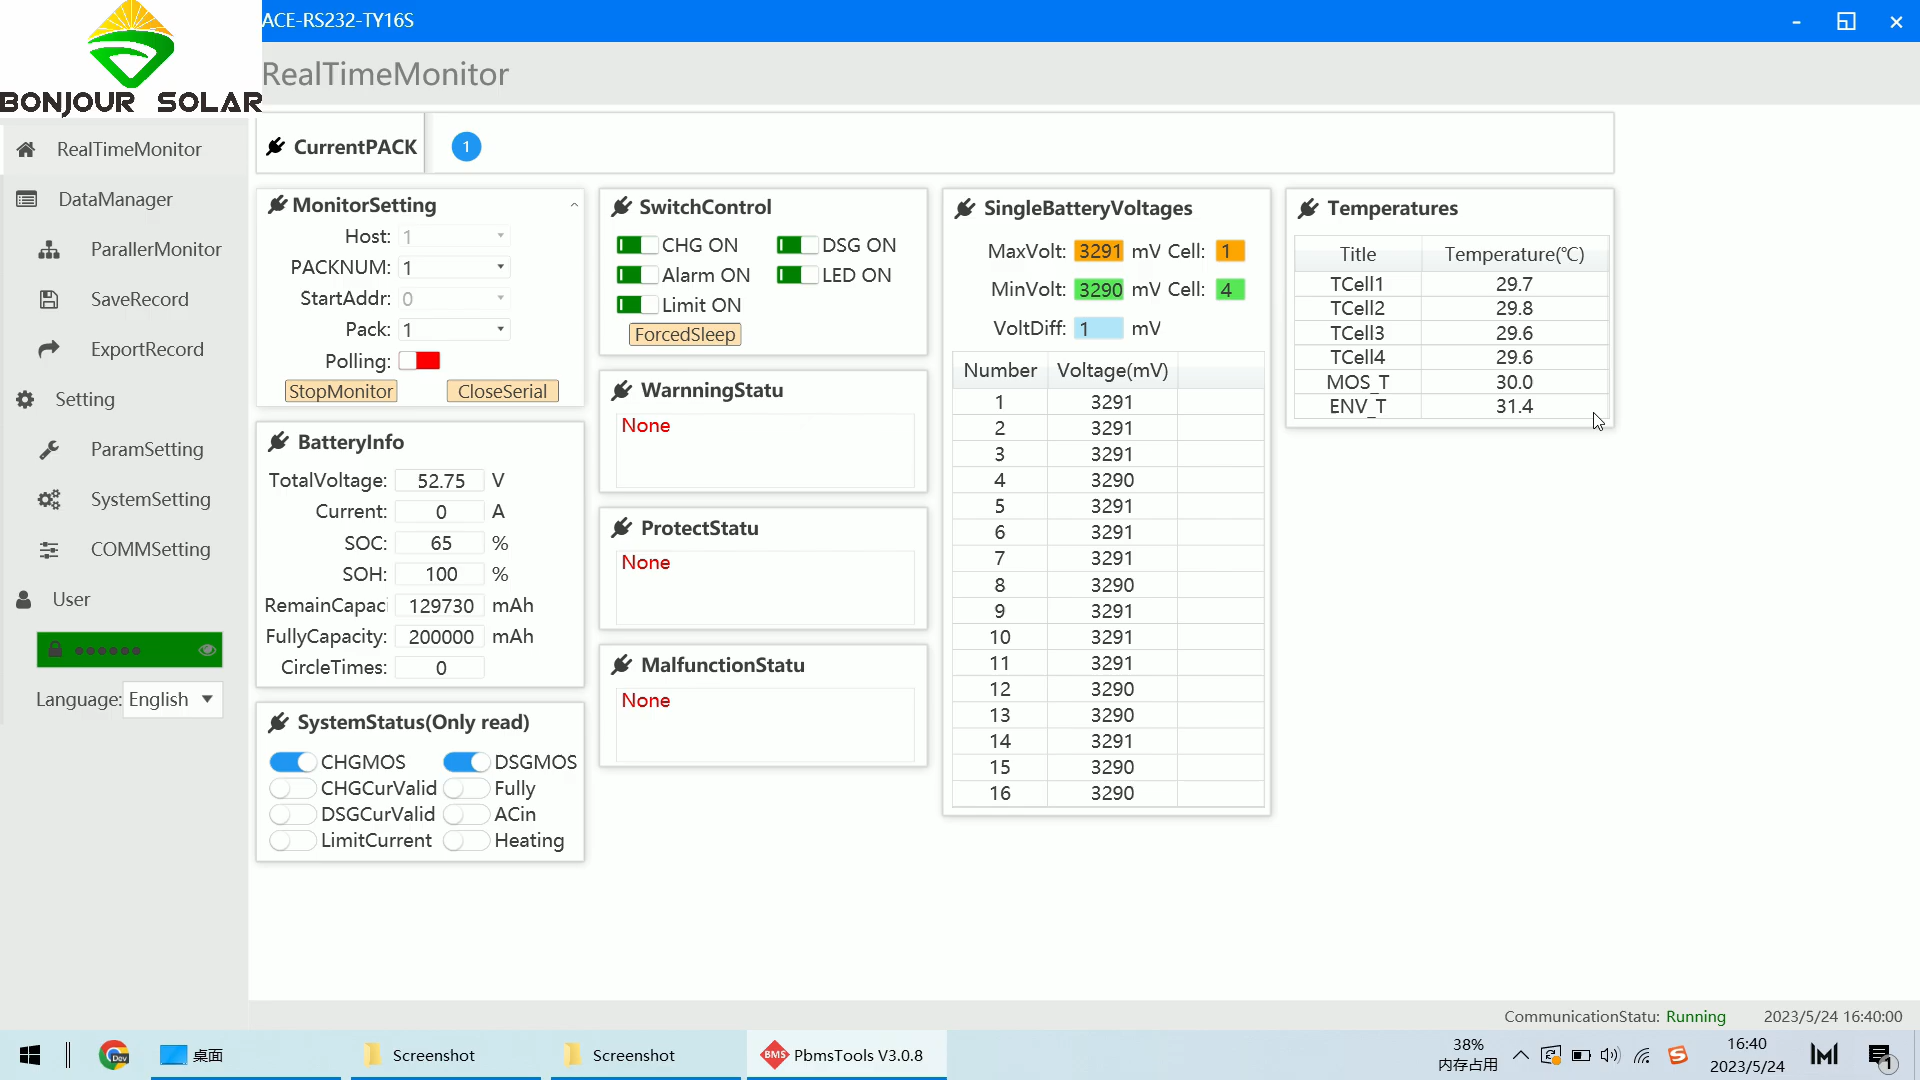 BONJOUR SOLAR
ACE-RS232-TY16S
RealTimeMonitor
RealTimeMonitor
DataManager
ParallerMonitor
SaveRecord
ExportRecord
Setting
ParamSetting
SystemSetting
COMMSetting
User
Language: English
CurrentPACK 1
MonitorSetting
Host: 1
PACKNUM: 1
StartAddr: 0
Pack: 1
Polling:
StopMonitor CloseSerial
BatteryInfo
TotalVoltage: 52.75 V
Current: 0 A
SOC: 65 %
SOH: 100 %
RemainCapaci 129730 mAh
FullyCapacity: 200000 mAh
CircleTimes: 0
SystemStatus(Only read)
CHGMOS DSGMOS
CHGCurValid Fully
DSGCurValid ACin
LimitCurrent Heating
SwitchControl
CHG ON DSG ON
Alarm ON LED ON
Limit ON
ForcedSleep
WarnningStatu
None
ProtectStatu
None
MalfunctionStatu
None
SingleBatteryVoltages
MaxVolt: 3291 mV Cell: 1
MinVolt: 3290 mV Cell: 4
VoltDiff: 1 mV
Number Voltage(mV)
1 3291
2 3291
3 3291
4 3290
5 3291
6 3291
7 3291
8 3290
9 3291
10 3291
11 3291
12 3290
13 3290
14 3291
15 3290
16 3290
Temperatures
Title Temperature(℃)
TCell1 29.7
TCell2 29.8
TCell3 29.6
TCell4 29.6
MOS_T 30.0
ENV_T 31.4
CommunicationStatu: Running 2023/5/24 16:40:00
Dev
桌面
Screenshot
Screenshot
BMS PbmsTools V3.0.8
38%
内存占用
16:40
2023/5/24
1